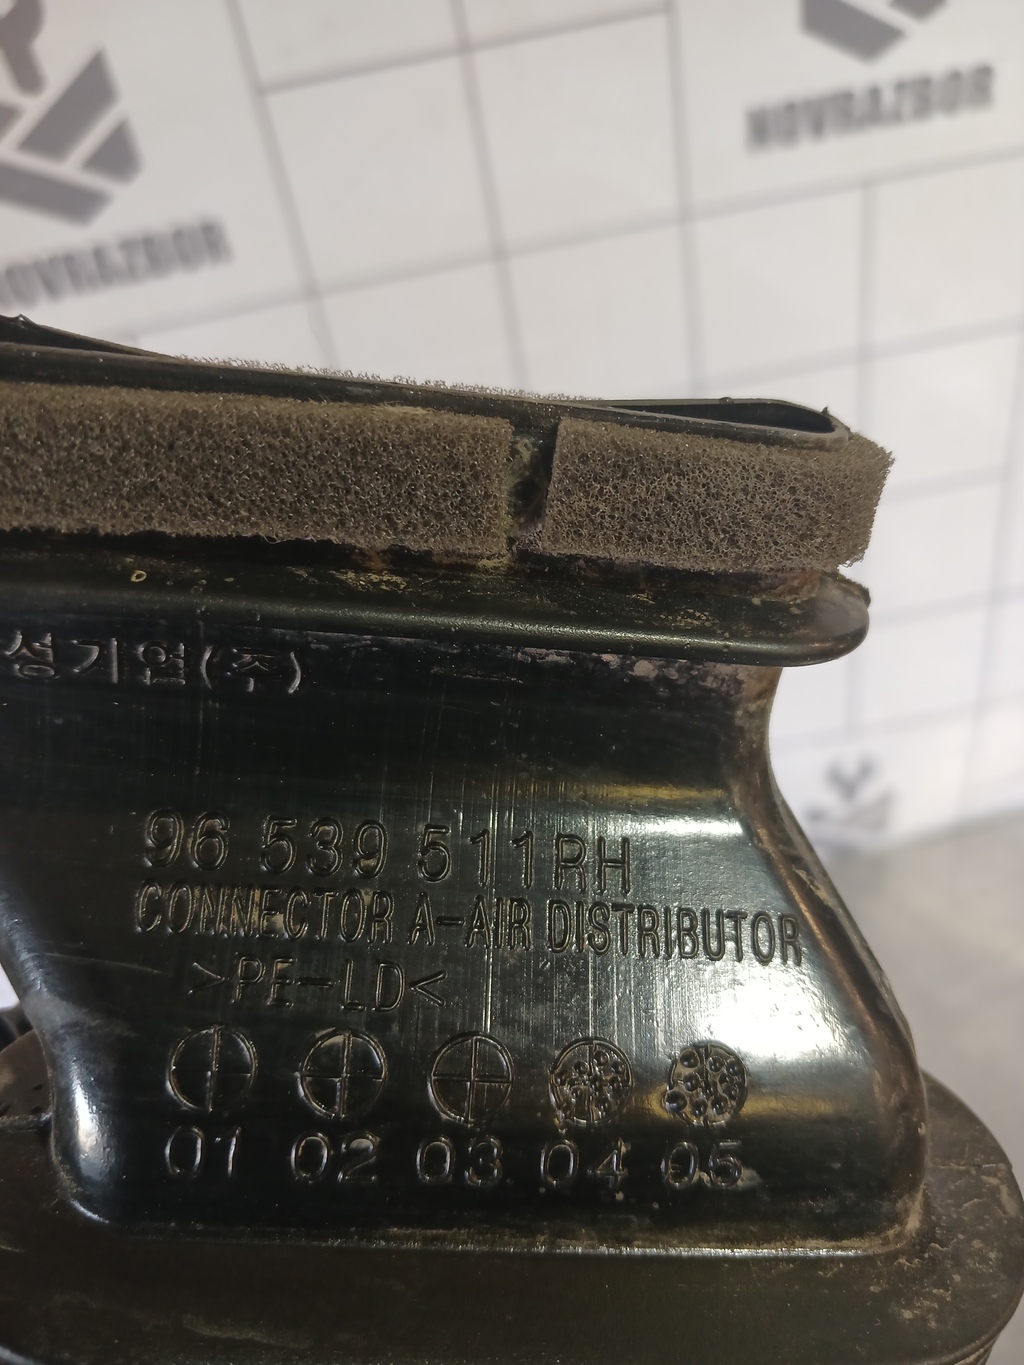 NOVRAZBOR
NOVRAZBOR
성기업(주)
96 539 511RH
CONNECTOR A-AIR DISTRIBUTOR
>PE-LD<
01 02 03 04 05